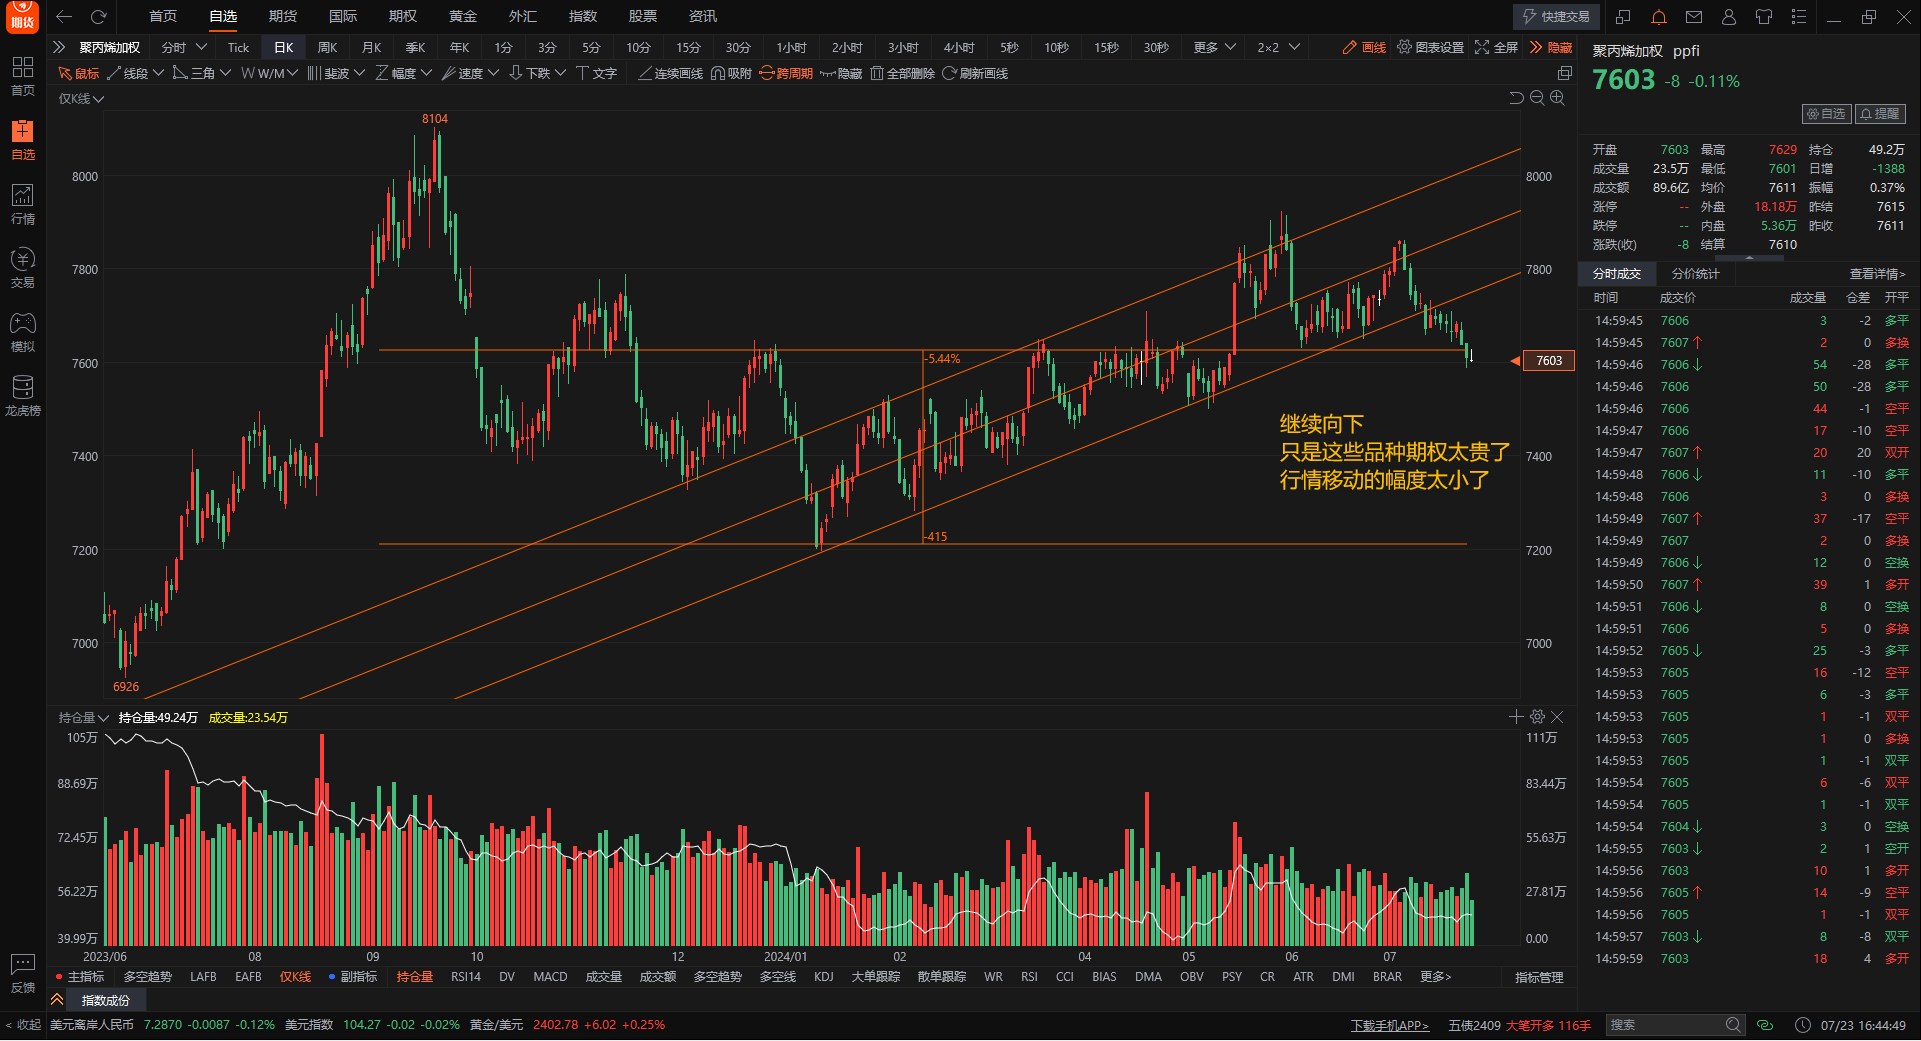 期货
首页 自选 期货 国际 期权 黄金 外汇 指数 股票 资讯
快捷交易
聚丙烯加权 分时 Tick 日K 周K 月K 季K 年K 1分 3分 5分 10分 15分 30分 1小时 2小时 3小时 4小时 5秒 10秒 15秒 30秒 更多 2×2 画线 图表设置 全屏 隐藏
鼠标 线段 三角 W/M 斐波 幅度 速度 下跌 文字 连续画线 吸附 跨周期 隐藏 全部删除 刷新画线
首页
自选
行情
交易
模拟
龙虎榜
反馈
< 收起
仅K线
8104
8000 8000
7800 7800
7600
7603
7400 7400
7200 7200
7000 7000
-5.44%
-415
6926
继续向下
只是这些品种期权太贵了
行情移动的幅度太小了
持仓量 持仓量:49.24万 成交量:23.54万
105万 111万
88.69万 83.44万
72.45万 55.63万
56.22万 27.81万
39.99万 0.00
2023/06 08 09 10 12 2024/01 02 04 05 06 07
主指标 多空趋势 LAFB EAFB 仅K线 副指标 持仓量 RSI14 DV MACD 成交量 成交额 多空趋势 多空线 KDJ 大单跟踪 散单跟踪 WR RSI CCI BIAS DMA OBV PSY CR ATR DMI BRAR 更多> 指标管理
指数成份
美元离岸人民币 7.2870 -0.0087 -0.12% 美元指数 104.27 -0.02 -0.02% 黄金/美元 2402.78 +6.02 +0.25%
下载手机APP> 五债2409 大笔开多 116手 搜索 07/23 16:44:49
聚丙烯加权 ppfi
7603 -8 -0.11%
自选 提醒
开盘 7603 最高 7629 持仓 49.2万
成交量 23.5万 最低 7601 日增 -1388
成交额 89.6亿 均价 7611 振幅 0.37%
涨停 -- 外盘 18.18万 昨结 7615
跌停 -- 内盘 5.36万 昨收 7611
涨跌(收) -8 结算 7610
分时成交 分价统计 查看详情>
时间 成交价 成交量 仓差 开平
14:59:45 7606 3 -2 多平
14:59:45 7607↑ 2 0 多换
14:59:46 7606↓ 54 -28 多平
14:59:46 7606 50 -28 多平
14:59:46 7606 44 -1 空平
14:59:47 7606 17 -10 空平
14:59:47 7607↑ 20 20 双开
14:59:48 7606↓ 11 -10 多平
14:59:48 7606 3 0 多换
14:59:49 7607↑ 37 -17 空平
14:59:49 7607 2 0 多换
14:59:49 7606↓ 12 0 空换
14:59:50 7607↑ 39 1 多开
14:59:51 7606↓ 8 0 空换
14:59:51 7606 5 0 多换
14:59:52 7605↓ 25 -3 多平
14:59:53 7605 16 -12 空平
14:59:53 7605 6 -3 多平
14:59:53 7605 1 -1 双平
14:59:53 7605 1 0 多换
14:59:53 7605 1 -1 双平
14:59:54 7605 6 -6 双平
14:59:54 7605 1 -1 双平
14:59:54 7604↓ 3 0 空换
14:59:55 7603↓ 2 1 空开
14:59:56 7603 10 1 多开
14:59:56 7605↑ 14 -9 空平
14:59:56 7605 1 -1 双平
14:59:57 7603↓ 8 -8 双平
14:59:59 7603 18 4 多开